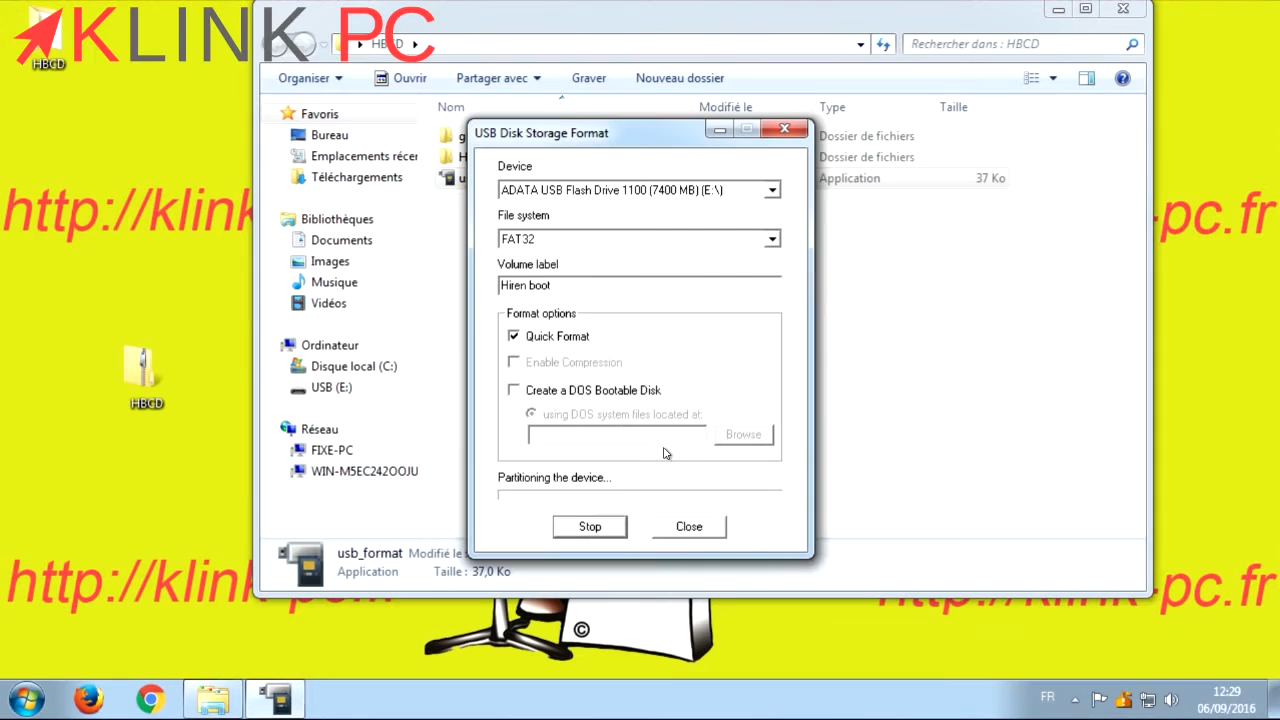 KLINK PC
HBCD
HBCD
Rechercher dans : HBCD
Organiser
Ouvrir
Partager avec
Graver
Nouveau dossier
Nom
Modifié le
Type
Taille
Favoris
Bureau
Emplacements récer
Téléchargements
Bibliothèques
Documents
Images
Musique
Vidéos
Ordinateur
Disque local (C:)
USB (E:)
Réseau
FIXE-PC
WIN-M5EC242OOJU
Dossier de fichiers
Dossier de fichiers
Application
37 Ko
USB Disk Storage Format
Device
ADATA USB Flash Drive 1100 (7400 MB) (E:\)
File system
FAT32
Volume label
Hiren boot
Format options
Quick Format
Enable Compression
Create a DOS Bootable Disk
using DOS system files located at:
Browse
Partitioning the device...
Stop
Close
usb_format
Modifié le
Application
Taille : 37,0 Ko
http://klink
-pc.fr
http://klink-pc.fr
http://klink-pc.fr
HBCD
©
FR
12:29
06/09/2016